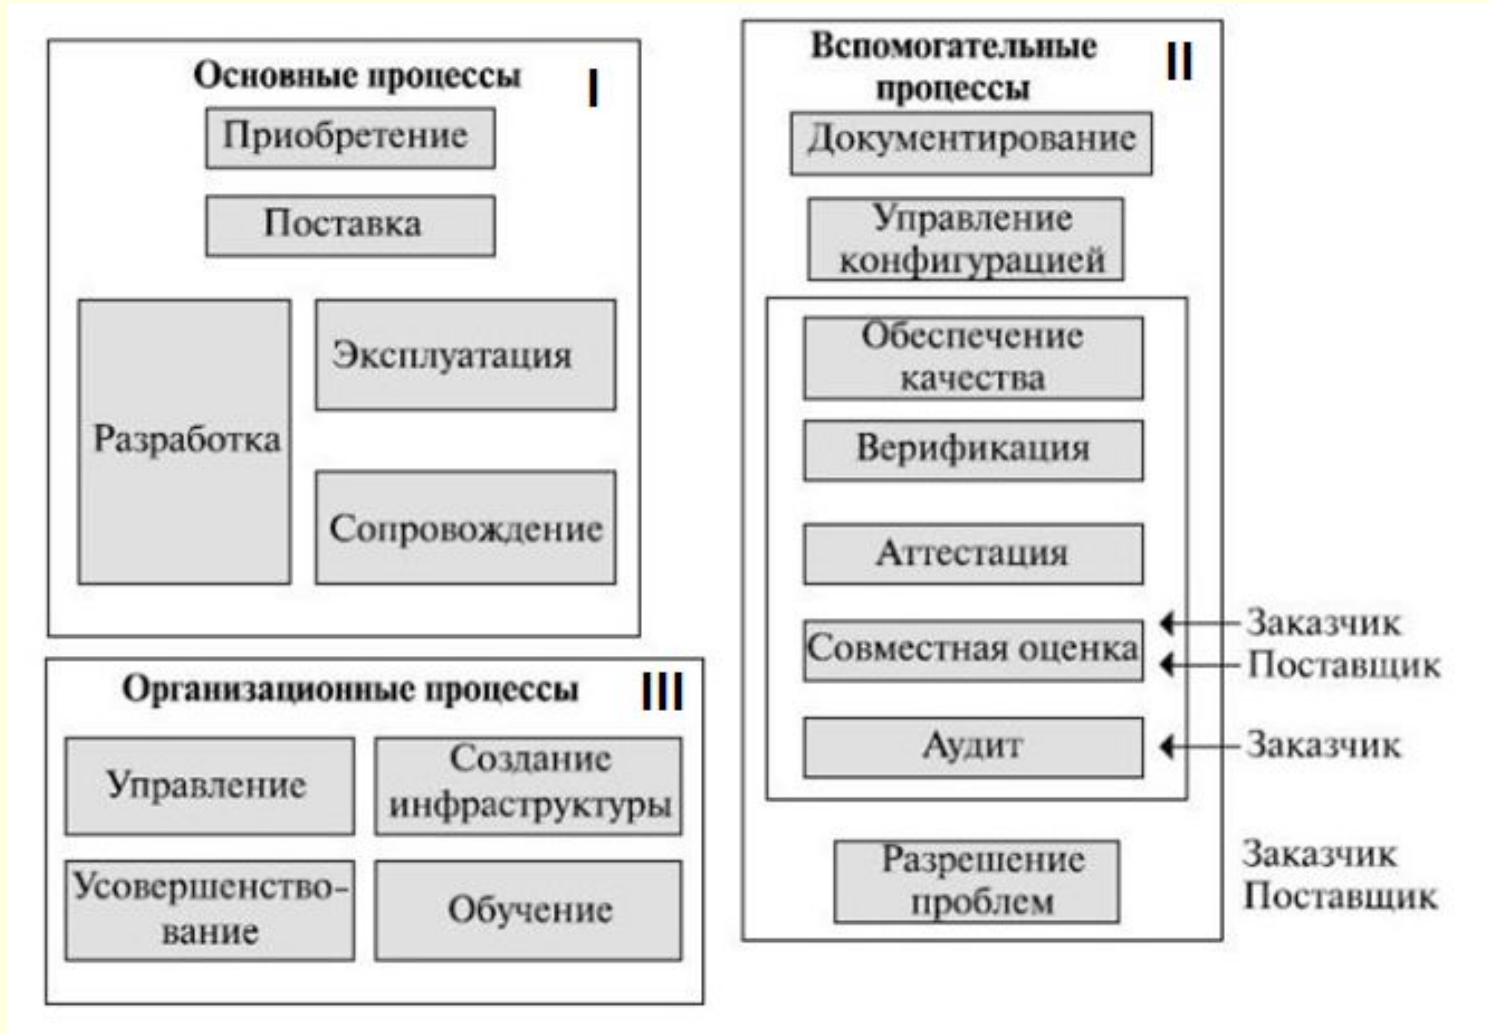 Основные процессы
I
Приобретение
Поставка
Разработка
Эксплуатация
Сопровождение
Вспомогательные
процессы
II
Документирование
Управление
конфигурацией
Обеспечение
качества
Верификация
Аттестация
Совместная оценка
Заказчик
Поставщик
Аудит
Заказчик
Разрешение
проблем
Заказчик
Поставщик
Организационные процессы
III
Управление
Создание
инфраструктуры
Усовершенство-
вание
Обучение